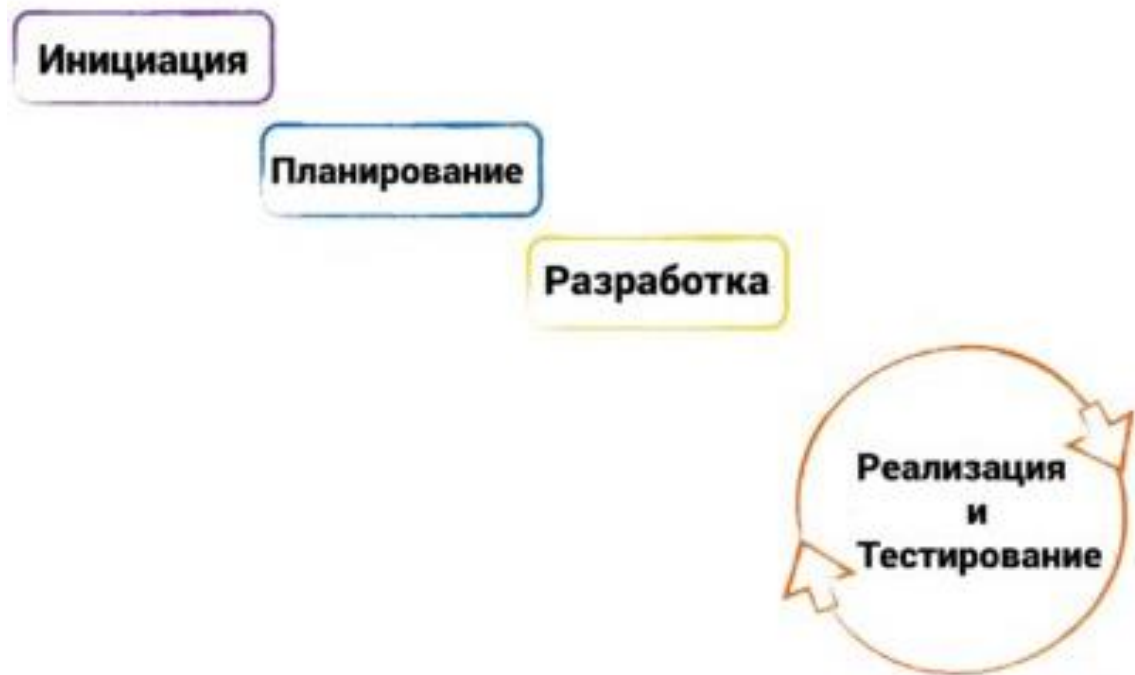 Инициация
Планирование
Разработка
Реализация
и
Тестирование